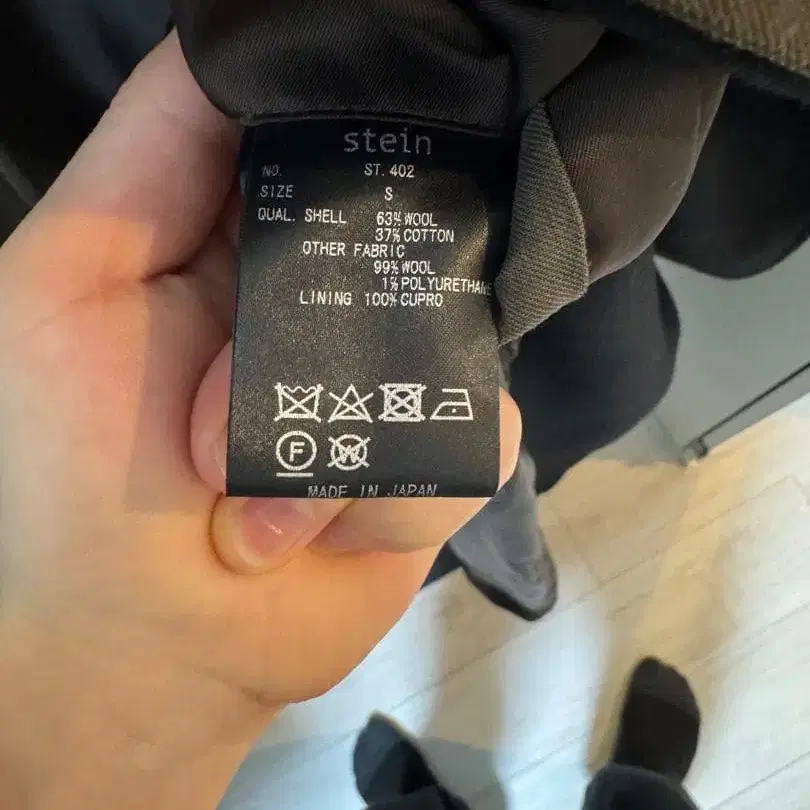 stein
NO. ST.402
SIZE S
QUAL. SHELL 63% WOOL
37% COTTON
OTHER FABRIC
99% WOOL
1% POLYURETHANE
LINING 100% CUPRO
F W
MADE IN JAPAN